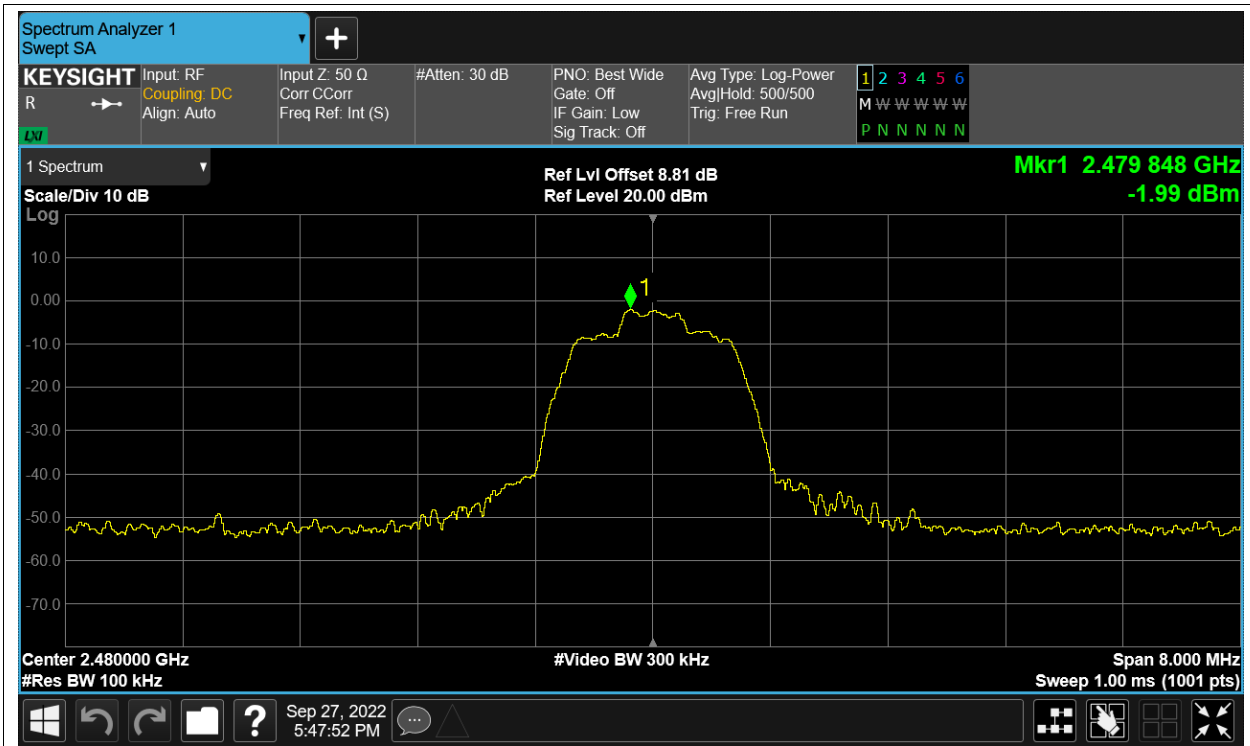 Spectrum Analyzer 1
Swept SA
+
KEYSIGHT
R
LXI
Input: RF
Coupling: DC
Align: Auto
Input Z: 50 Ω
Corr CCorr
Freq Ref: Int (S)
#Atten: 30 dB
PNO: Best Wide
Gate: Off
IF Gain: Low
Sig Track: Off
Avg Type: Log-Power
Avg|Hold: 500/500
Trig: Free Run
1 2 3 4 5 6
M W W W W W
P N N N N N
1 Spectrum
Scale/Div 10 dB
Log
Ref Lvl Offset 8.81 dB
Ref Level 20.00 dBm
Mkr1 2.479 848 GHz
-1.99 dBm
10.0
0.00
-10.0
-20.0
-30.0
-40.0
-50.0
-60.0
-70.0
1
Center 2.480000 GHz
#Res BW 100 kHz
#Video BW 300 kHz
Span 8.000 MHz
Sweep 1.00 ms (1001 pts)
?
Sep 27, 2022
5:47:52 PM